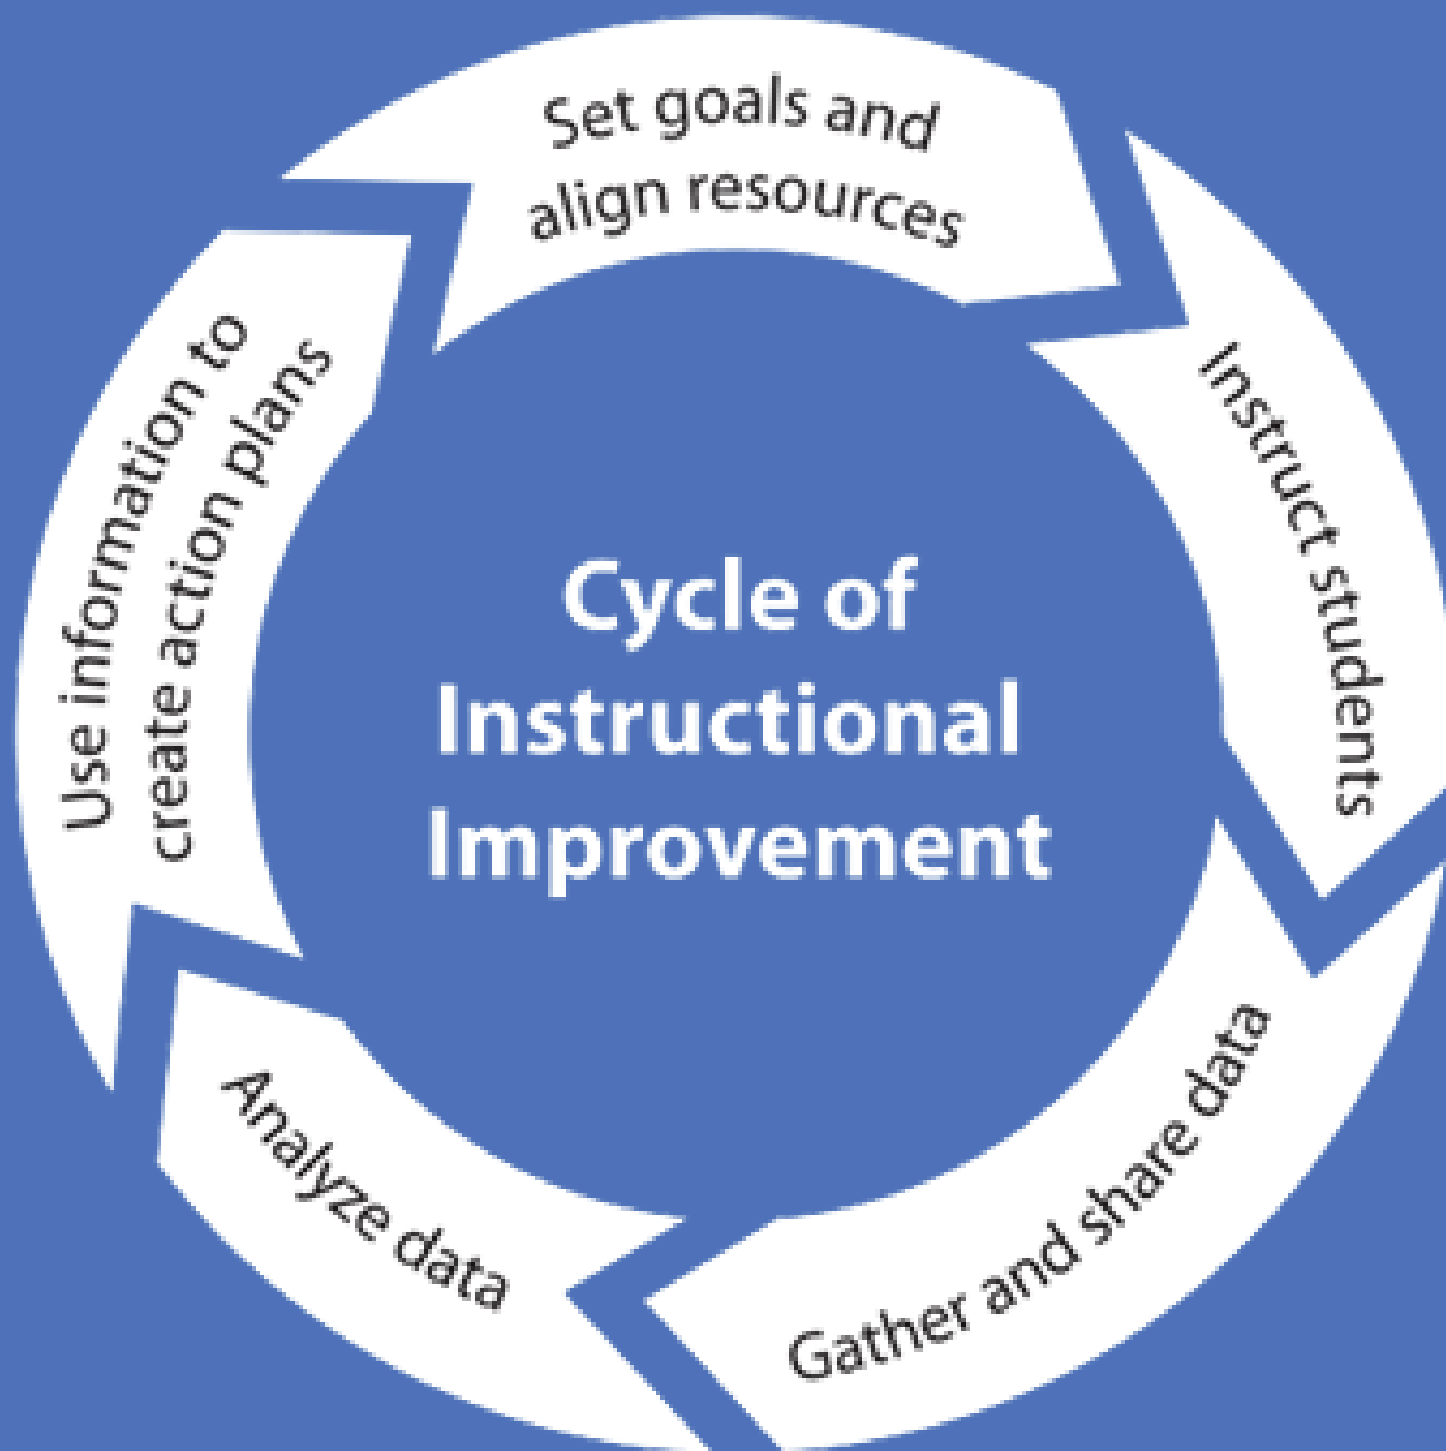 Set goals and
align resources
Instruct students
Gather and share data
Analyze data
Use information to
create action plans
Cycle of
Instructional
Improvement